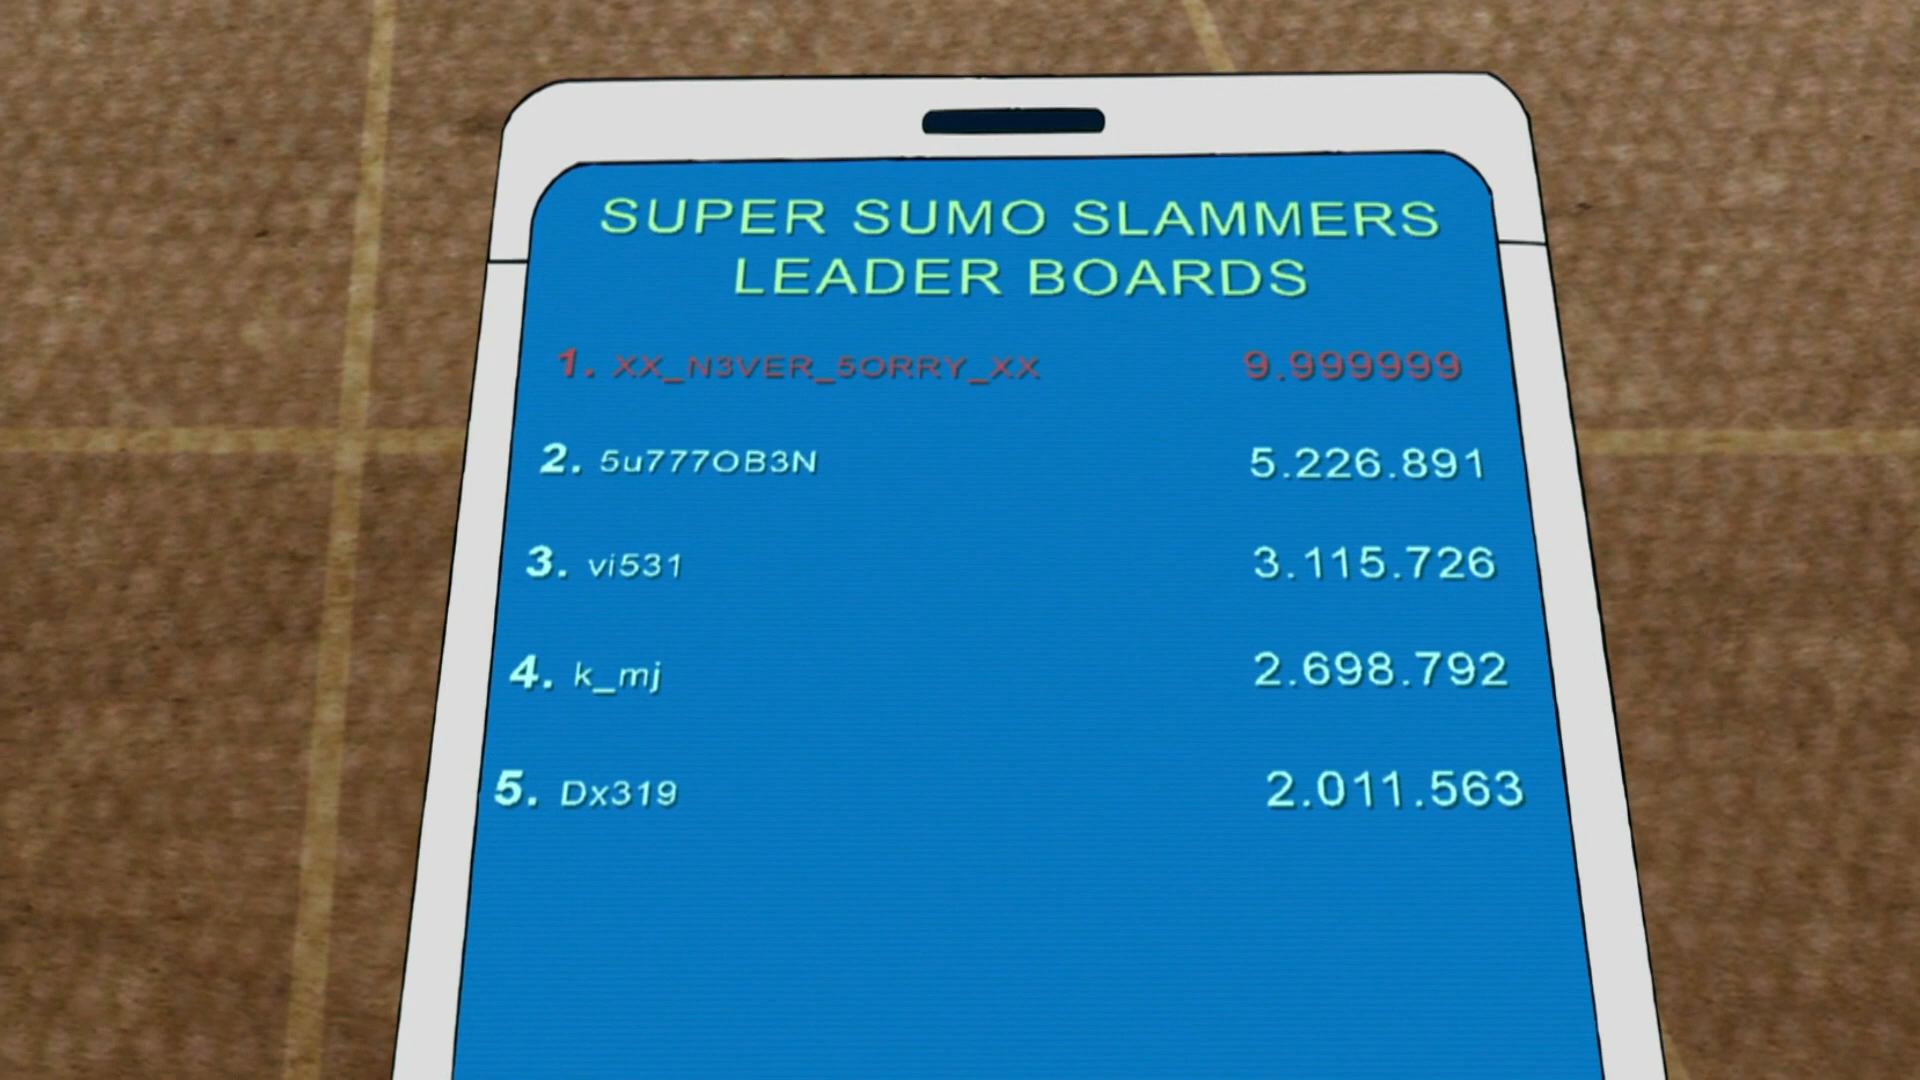 SUPER SUMO SLAMMERS
LEADER BOARDS
1. XX_N3VER_5ORRY_XX 9.999999
2. 5u777OB3N 5.226.891
3. vi531 3.115.726
4. k_mj 2.698.792
5. Dx319 2.011.563